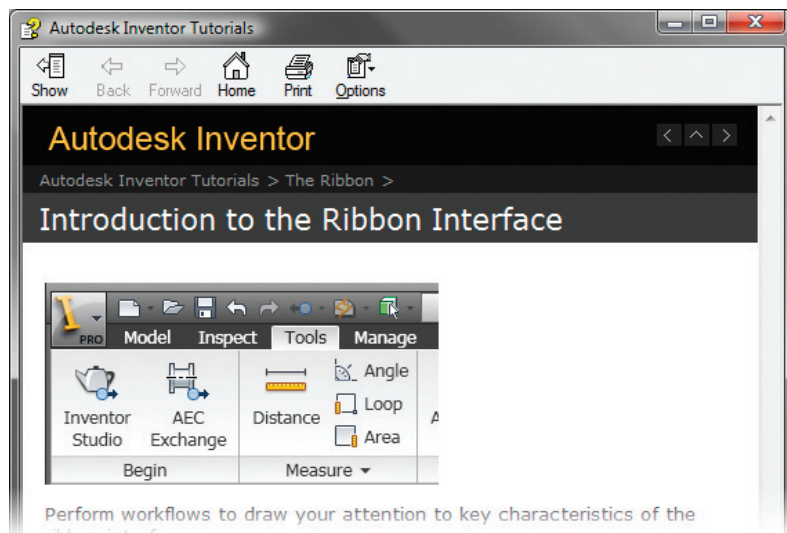 Autodesk Inventor Tutorials
Show Back Forward Home Print Options
Autodesk Inventor
Autodesk Inventor Tutorials > The Ribbon >
Introduction to the Ribbon Interface
PRO Model Inspect Tools Manage
Angle
Loop
Inventor Studio AEC Exchange Distance Area
Begin Measure
Perform workflows to draw your attention to key characteristics of the